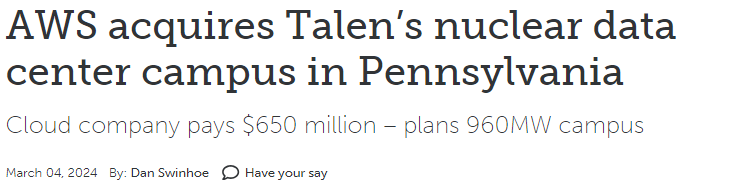 AWS acquires Talen’s nuclear data
center campus in Pennsylvania
Cloud company pays $650 million – plans 960MW campus
March 04, 2024 By: Dan Swinhoe Have your say